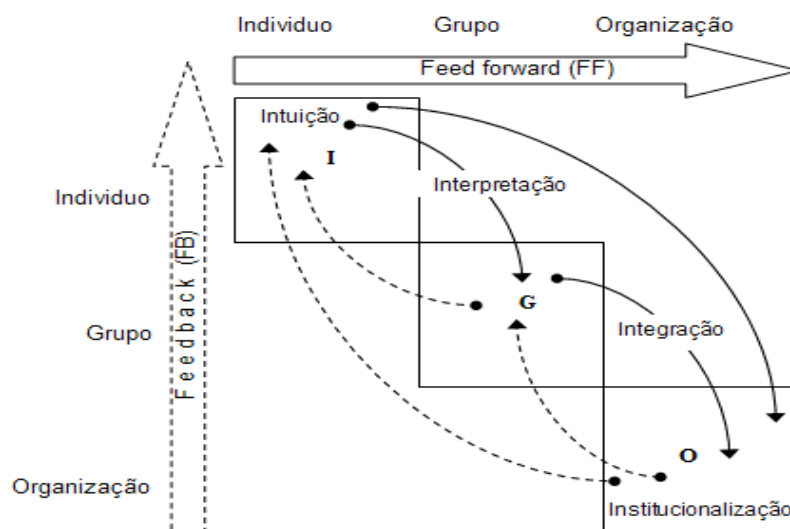 Individuo Grupo Organização
Feed forward (FF)
Intuição
I
Interpretação
Individuo
Feedback (FB)
G
Grupo
Integração
O
Organização
Institucionalização